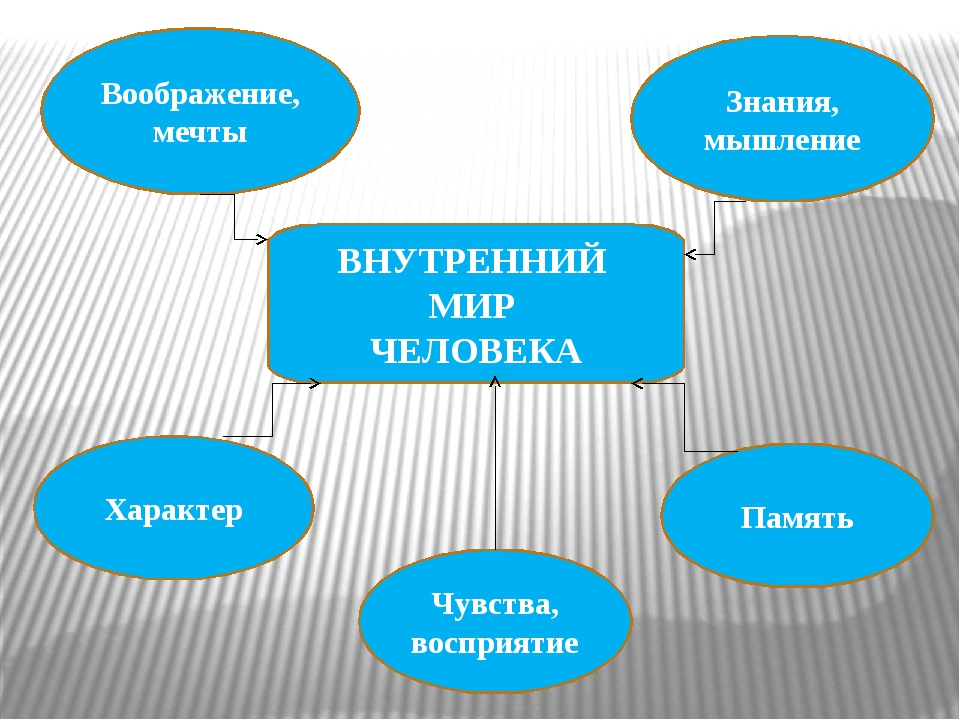 Воображение,
мечты
Знания,
мышление
ВНУТРЕННИЙ
МИР
ЧЕЛОВЕКА
Характер
Память
Чувства,
восприятие